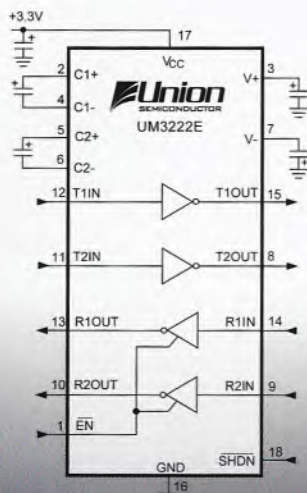 +3.3V
17
VCC
2 C1+
V+ 3
Union
SEMICONDUCTOR
4 C1-
UM3222E
5 C2+
V- 7
6 C2-
12 T1IN
T1OUT 15
11 T2IN
T2OUT 8
13 R1OUT
R1IN 14
10 R2OUT
R2IN 9
1 EN
SHDN 18
GND
16